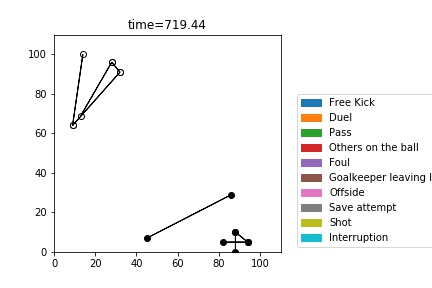 time=719.44
100
80
60
40
20
0
0 20 40 60 80 100
Free Kick
Duel
Pass
Others on the ball
Foul
Goalkeeper leaving l
Offside
Save attempt
Shot
Interruption